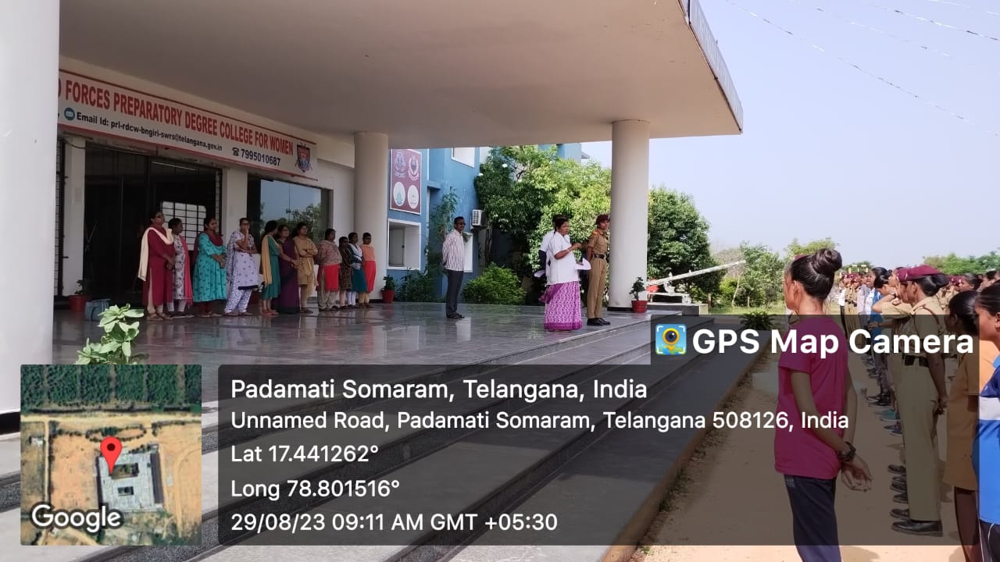 FORCES PREPARATORY DEGREE COLLEGE FOR WOMEN
Email Id: prl-rdcw-bngiri-swrs@telangana.gov.in
7995010687
GPS Map Camera
Padamati Somaram, Telangana, India
Unnamed Road, Padamati Somaram, Telangana 508126, India
Lat 17.441262°
Long 78.801516°
29/08/23 09:11 AM GMT +05:30
Google